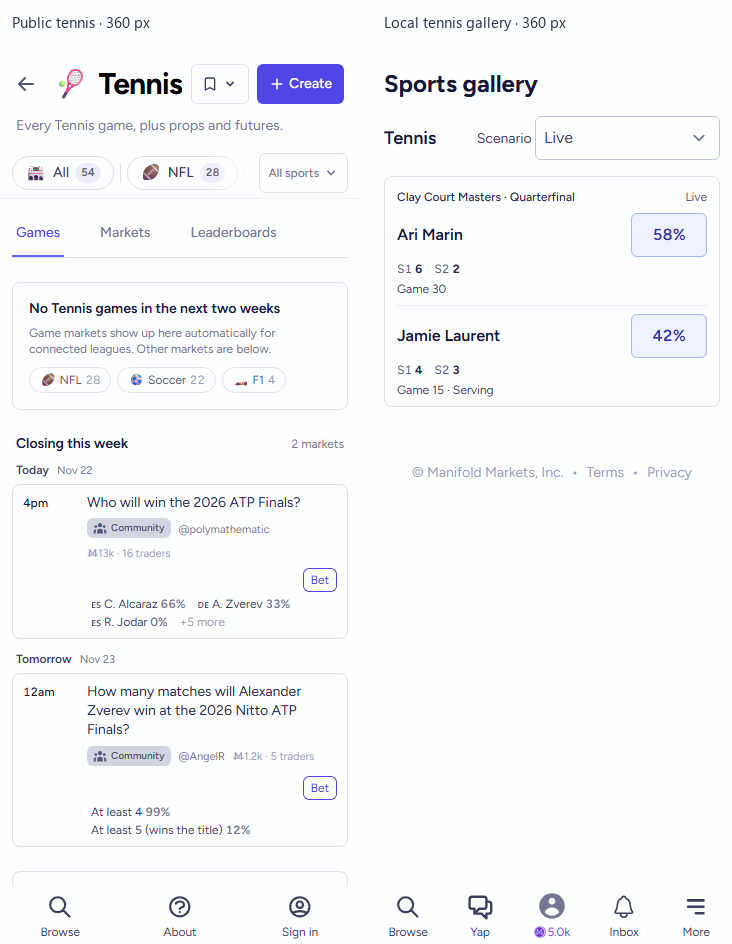 Public tennis · 360 px
Tennis
+ Create
Every Tennis game, plus props and futures.
All 54
NFL 28
All sports
Games Markets Leaderboards
No Tennis games in the next two weeks
Game markets show up here automatically for
connected leagues. Other markets are below.
NFL 28 Soccer 22 F1 4
Closing this week 2 markets
Today Nov 22
4pm Who will win the 2026 ATP Finals?
Community @polymathematic
M13k · 16 traders
Bet
ES C. Alcaraz 66% DE A. Zverev 33%
ES R. Jodar 0% +5 more
Tomorrow Nov 23
12am How many matches will Alexander
Zverev win at the 2026 Nitto ATP
Finals?
Community @AngelR M1.2k · 5 traders
Bet
At least 4 99%
At least 5 (wins the title) 12%
Browse About Sign in
Local tennis gallery · 360 px
Sports gallery
Tennis Scenario Live
Clay Court Masters · Quarterfinal Live
Ari Marin 58%
S1 6 S2 2
Game 30
Jamie Laurent 42%
S1 4 S2 3
Game 15 · Serving
© Manifold Markets, Inc. • Terms • Privacy
Browse Yap M5.0k Inbox More